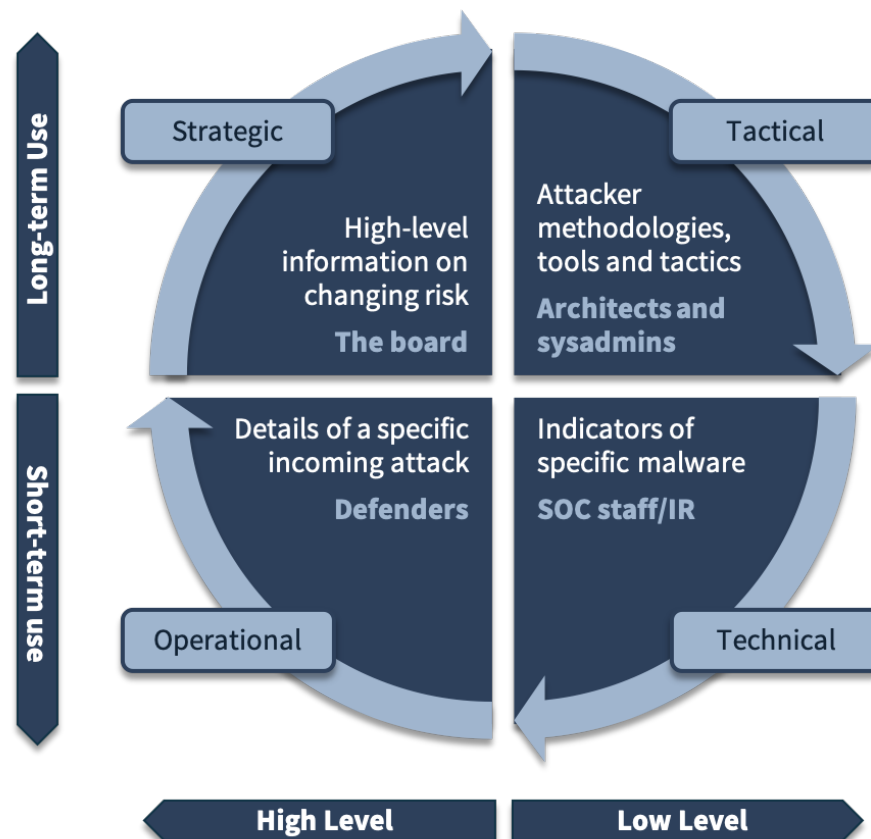 Long-term Use
Strategic
Tactical
High-level
information on
changing risk
The board
Attacker
methodologies,
tools and tactics
Architects and
sysadmins
Short-term use
Details of a specific
incoming attack
Defenders
Indicators of
specific malware
SOC staff/IR
Operational
Technical
High Level
Low Level